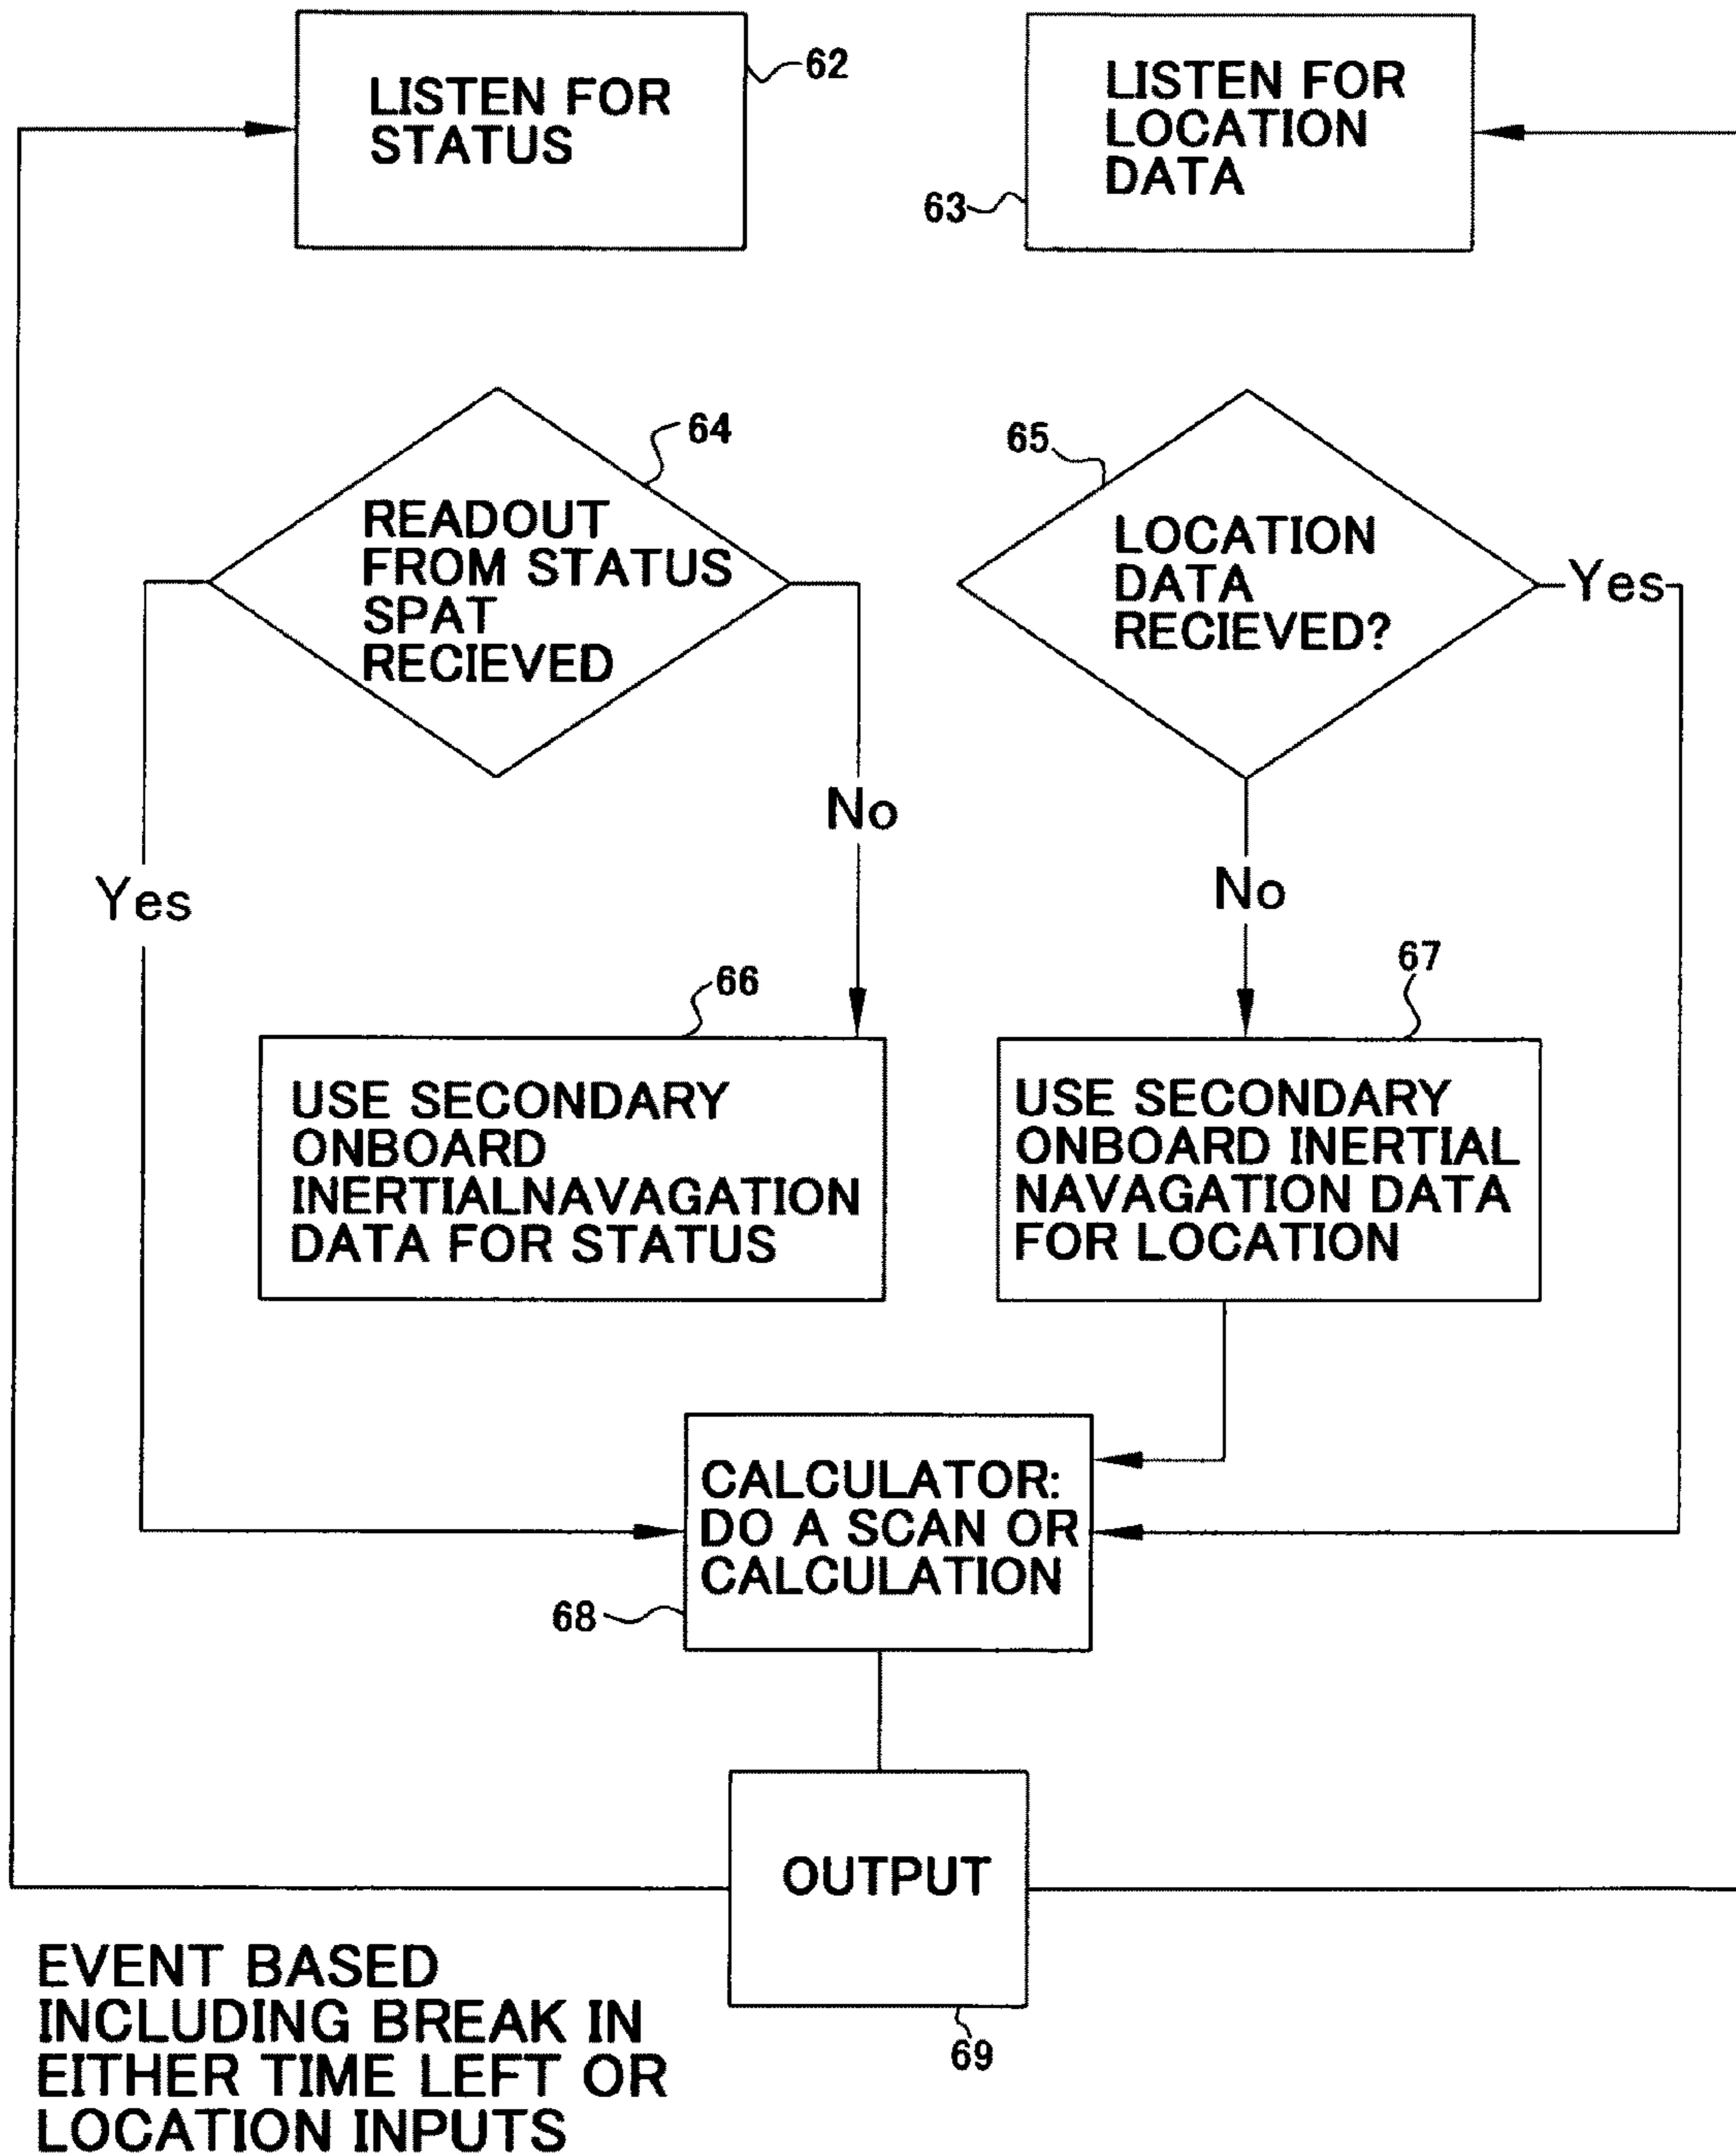 LISTEN FOR
STATUS
62
LISTEN FOR
LOCATION
DATA
63
64
READOUT
FROM STATUS
SPAT
RECIEVED
65
LOCATION
DATA
RECIEVED?
Yes
No
Yes
No
66
USE SECONDARY
ONBOARD
INERTIALNAVAGATION
DATA FOR STATUS
67
USE SECONDARY
ONBOARD INERTIAL
NAVAGATION DATA
FOR LOCATION
CALCULATOR:
DO A SCAN OR
CALCULATION
68
OUTPUT
69
EVENT BASED
INCLUDING BREAK IN
EITHER TIME LEFT OR
LOCATION INPUTS